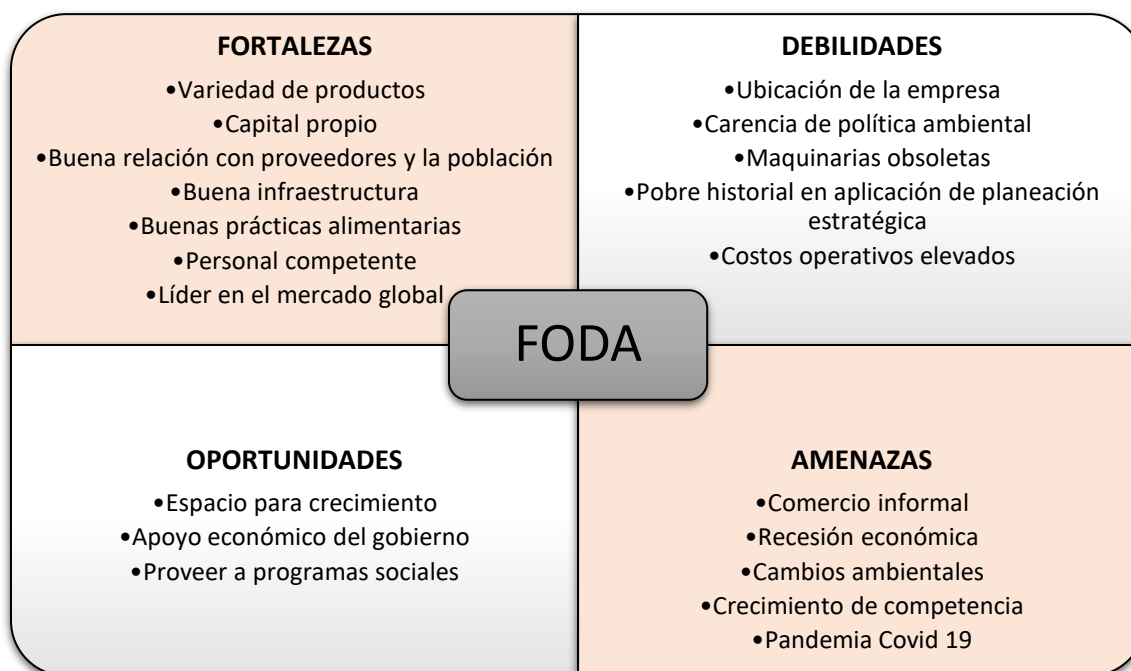 FORTALEZAS
•Variedad de productos
•Capital propio
•Buena relación con proveedores y la población
•Buena infraestructura
•Buenas prácticas alimentarias
•Personal competente
•Líder en el mercado global
DEBILIDADES
•Ubicación de la empresa
•Carencia de política ambiental
•Maquinarias obsoletas
•Pobre historial en aplicación de planeación
estratégica
•Costos operativos elevados
FODA
OPORTUNIDADES
•Espacio para crecimiento
•Apoyo económico del gobierno
•Proveer a programas sociales
AMENAZAS
•Comercio informal
•Recesión económica
•Cambios ambientales
•Crecimiento de competencia
•Pandemia Covid 19